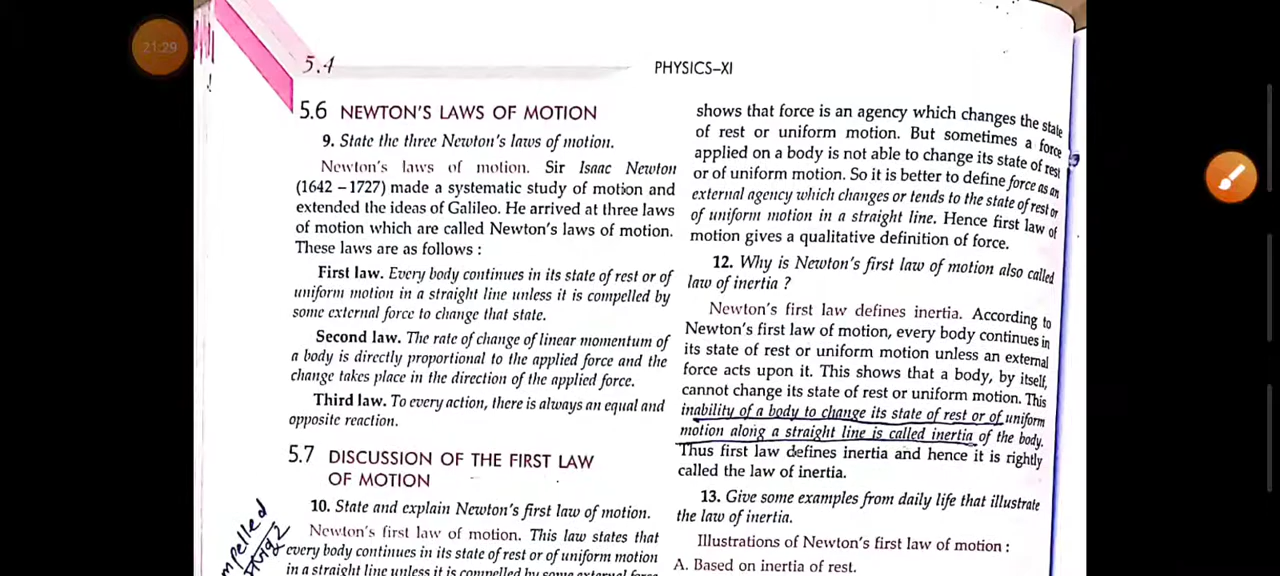 21:29
5.4
PHYSICS–XI
5.6 NEWTON'S LAWS OF MOTION
9. State the three Newton's laws of motion.
Newton's laws of motion. Sir Isaac Newton
(1642 – 1727) made a systematic study of motion and
extended the ideas of Galileo. He arrived at three laws
of motion which are called Newton's laws of motion.
These laws are as follows :
First law. Every body continues in its state of rest or of
uniform motion in a straight line unless it is compelled by
some external force to change that state.
Second law. The rate of change of linear momentum of
a body is directly proportional to the applied force and the
change takes place in the direction of the applied force.
Third law. To every action, there is always an equal and
opposite reaction.
5.7 DISCUSSION OF THE FIRST LAW
OF MOTION
10. State and explain Newton's first law of motion.
Newton's first law of motion. This law states that
every body continues in its state of rest or of uniform motion
in a straight line unless it is compelled by some external force
shows that force is an agency which changes the state
of rest or uniform motion. But sometimes a force
applied on a body is not able to change its state of rest
or of uniform motion. So it is better to define force as an
external agency which changes or tends to the state of rest or
of uniform motion in a straight line. Hence first law of
motion gives a qualitative definition of force.
12. Why is Newton's first law of motion also called
law of inertia ?
Newton's first law defines inertia. According to
Newton's first law of motion, every body continues in
its state of rest or uniform motion unless an external
force acts upon it. This shows that a body, by itself,
cannot change its state of rest or uniform motion. This
inability of a body to change its state of rest or of uniform
motion along a straight line is called inertia of the body.
Thus first law defines inertia and hence it is rightly
called the law of inertia.
13. Give some examples from daily life that illustrate
the law of inertia.
Illustrations of Newton's first law of motion :
A. Based on inertia of rest.